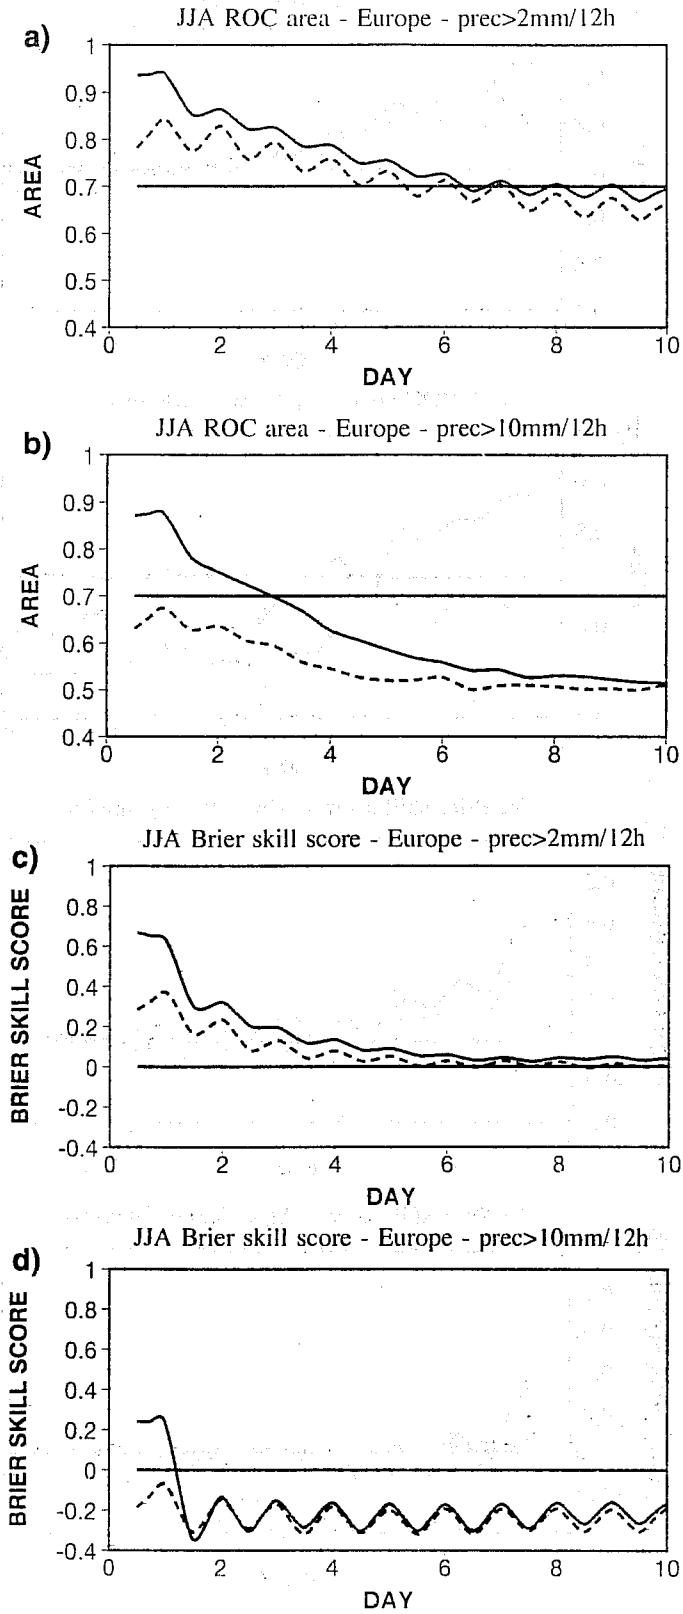 a)
JJA ROC area - Europe - prec>2mm/12h
1
0.9
0.8
0.7
0.6
0.5
0.4
AREA
0 2 4 6 8 10
DAY
b)
JJA ROC area - Europe - prec>10mm/12h
1
0.9
0.8
0.7
0.6
0.5
0.4
AREA
0 2 4 6 8 10
DAY
c)
JJA Brier skill score - Europe - prec>2mm/12h
1
0.8
0.6
0.4
0.2
0
-0.2
-0.4
BRIER SKILL SCORE
0 2 4 6 8 10
DAY
d)
JJA Brier skill score - Europe - prec>10mm/12h
1
0.8
0.6
0.4
0.2
0
-0.2
-0.4
BRIER SKILL SCORE
0 2 4 6 8 10
DAY